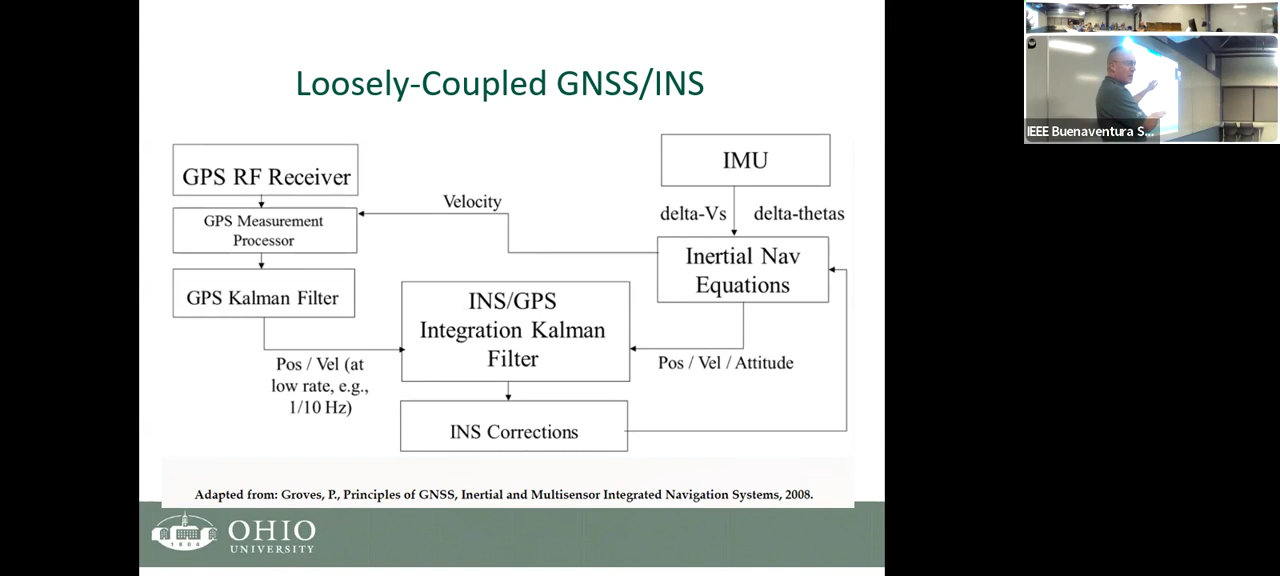 Loosely-Coupled GNSS/INS
GPS RF Receiver
GPS Measurement
Processor
GPS Kalman Filter
Velocity
IMU
delta-Vs
delta-thetas
Inertial Nav
Equations
INS/GPS
Integration Kalman
Filter
Pos / Vel (at
low rate, e.g.,
1/10 Hz)
Pos / Vel / Attitude
INS Corrections
Adapted from: Groves, P., Principles of GNSS, Inertial and Multisensor Integrated Navigation Systems, 2008.
1804
OHIO
UNIVERSITY
IEEE Buenaventura S...